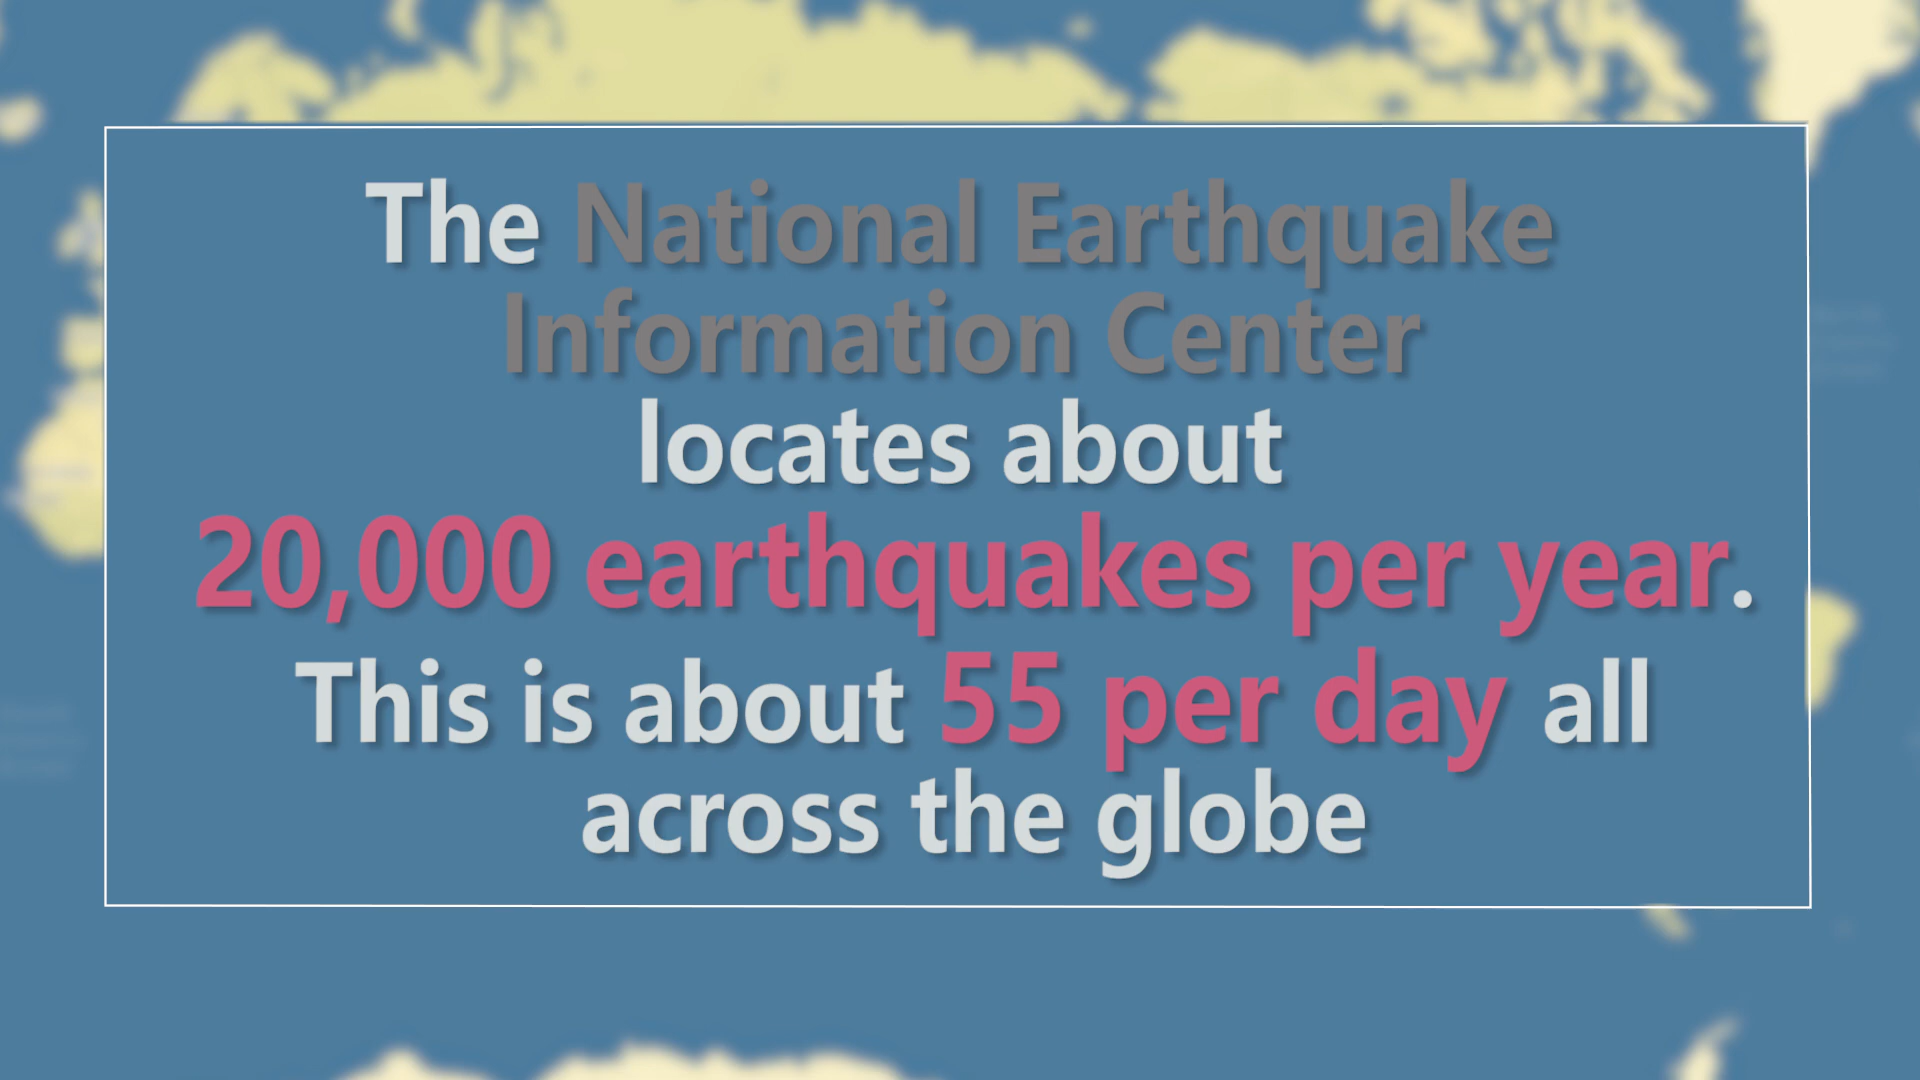 The National Earthquake
Information Center
locates about
20,000 earthquakes per year.
This is about 55 per day all
across the globe